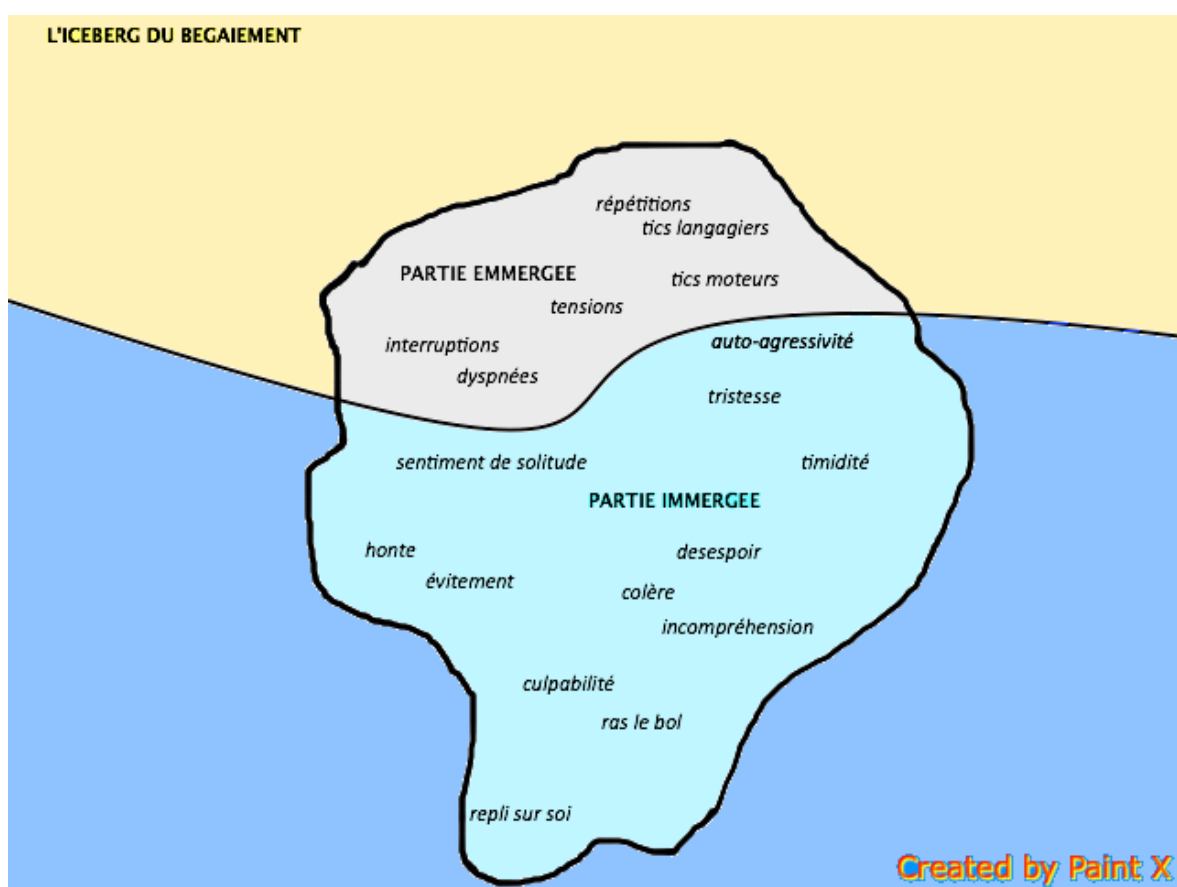 L'ICEBERG DU BEGAIEMENT
répétitions
tics langagiers
PARTIE EMMERGEE
tics moteurs
tensions
interruptions
auto-agressivité
dyspnées
tristesse
sentiment de solitude
timidité
PARTIE IMMERGEE
honte
desespoir
évitement
colère
incompréhension
culpabilité
ras le bol
repli sur soi
Created by Paint X